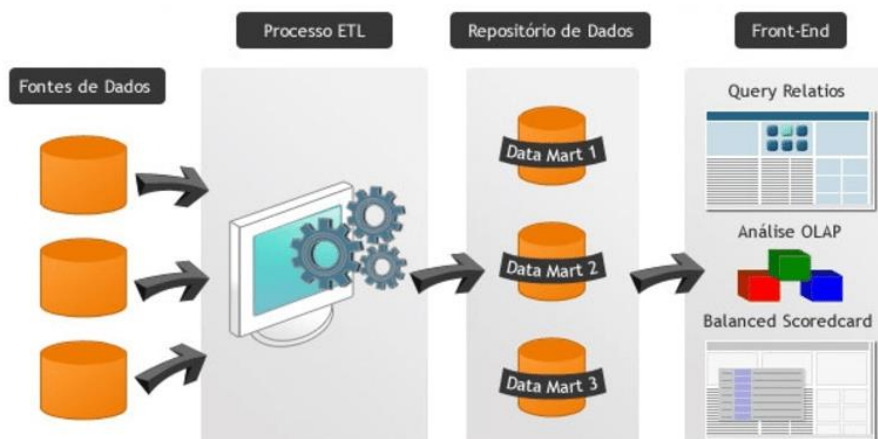 Fontes de Dados
Processo ETL
Repositório de Dados
Data Mart 1
Data Mart 2
Data Mart 3
Front-End
Query Relatios
Análise OLAP
Balanced Scoredcard